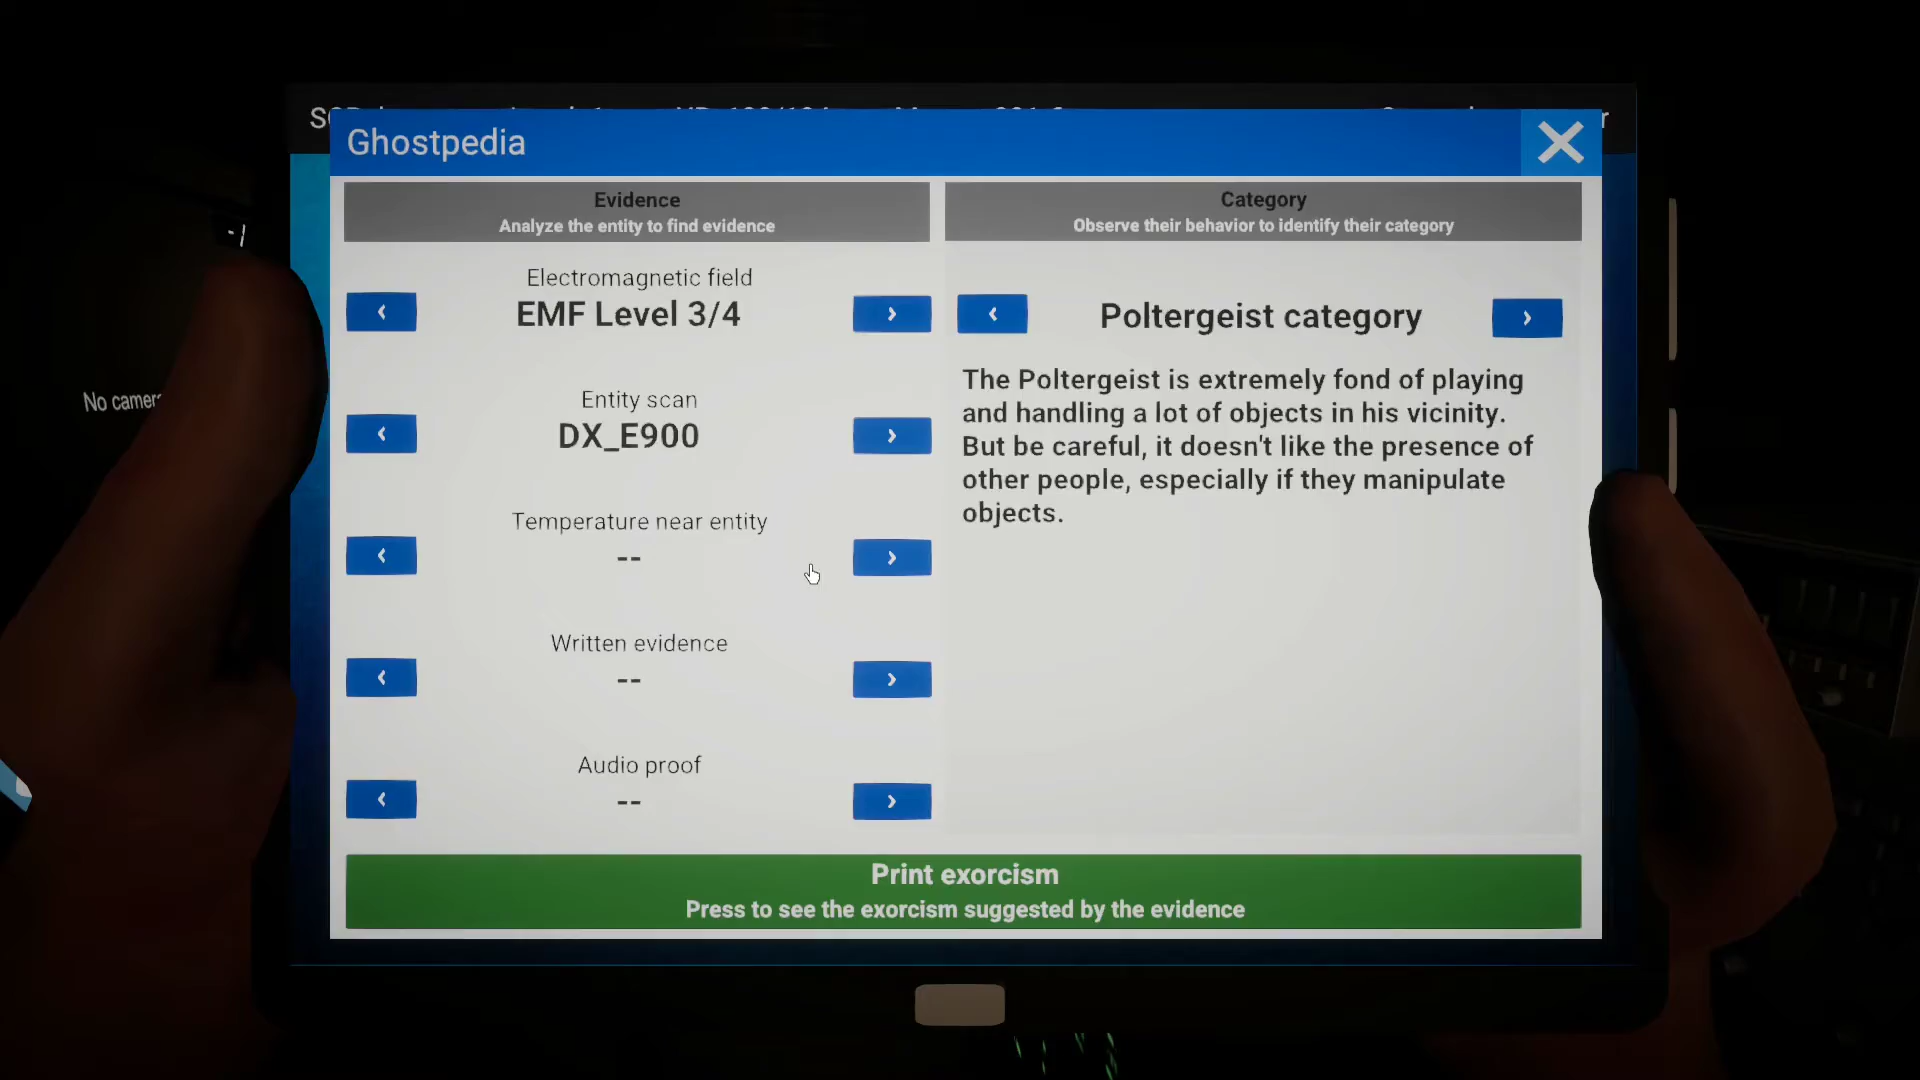 Ghostpedia
Evidence
Analyze the entity to find evidence
Category
Observe their behavior to identify their category
Electromagnetic field
EMF Level 3/4
Entity scan
DX_E900
Temperature near entity
--
Written evidence
--
Audio proof
--
Poltergeist category
The Poltergeist is extremely fond of playing
and handling a lot of objects in his vicinity.
But be careful, it doesn't like the presence of
other people, especially if they manipulate
objects.
Print exorcism
Press to see the exorcism suggested by the evidence
No